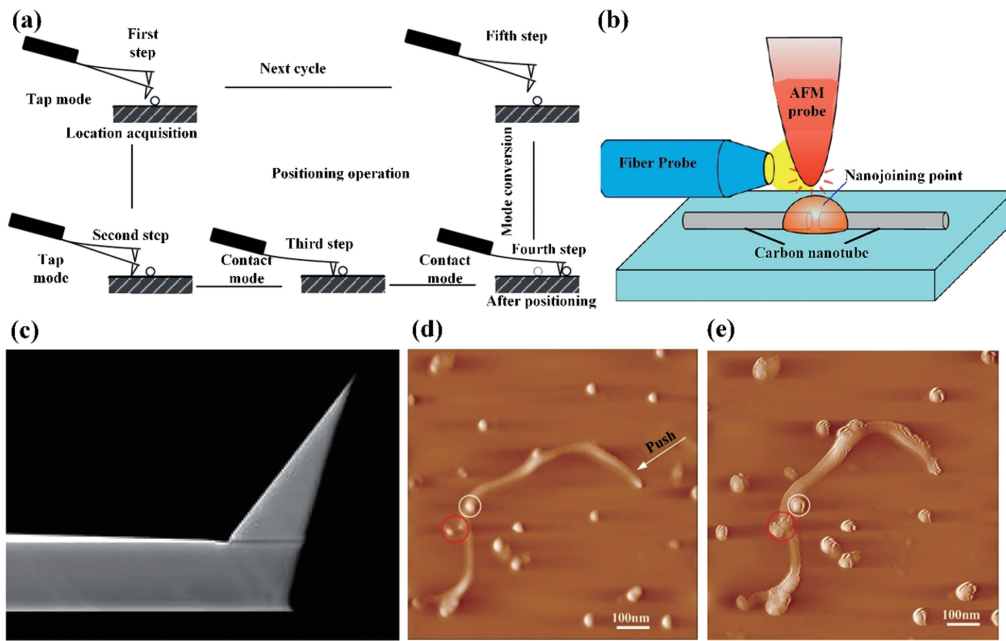 (a)
First
step
Tap mode
Location acquisition
Next cycle
Fifth step
Positioning operation
Mode conversion
Second step
Tap
mode
Contact
mode
Third step
Contact
mode
Fourth step
After positioning
(b)
AFM
probe
Fiber Probe
Nanojoining point
Carbon nanotube
(c)
(d)
Push
100nm
(e)
100nm